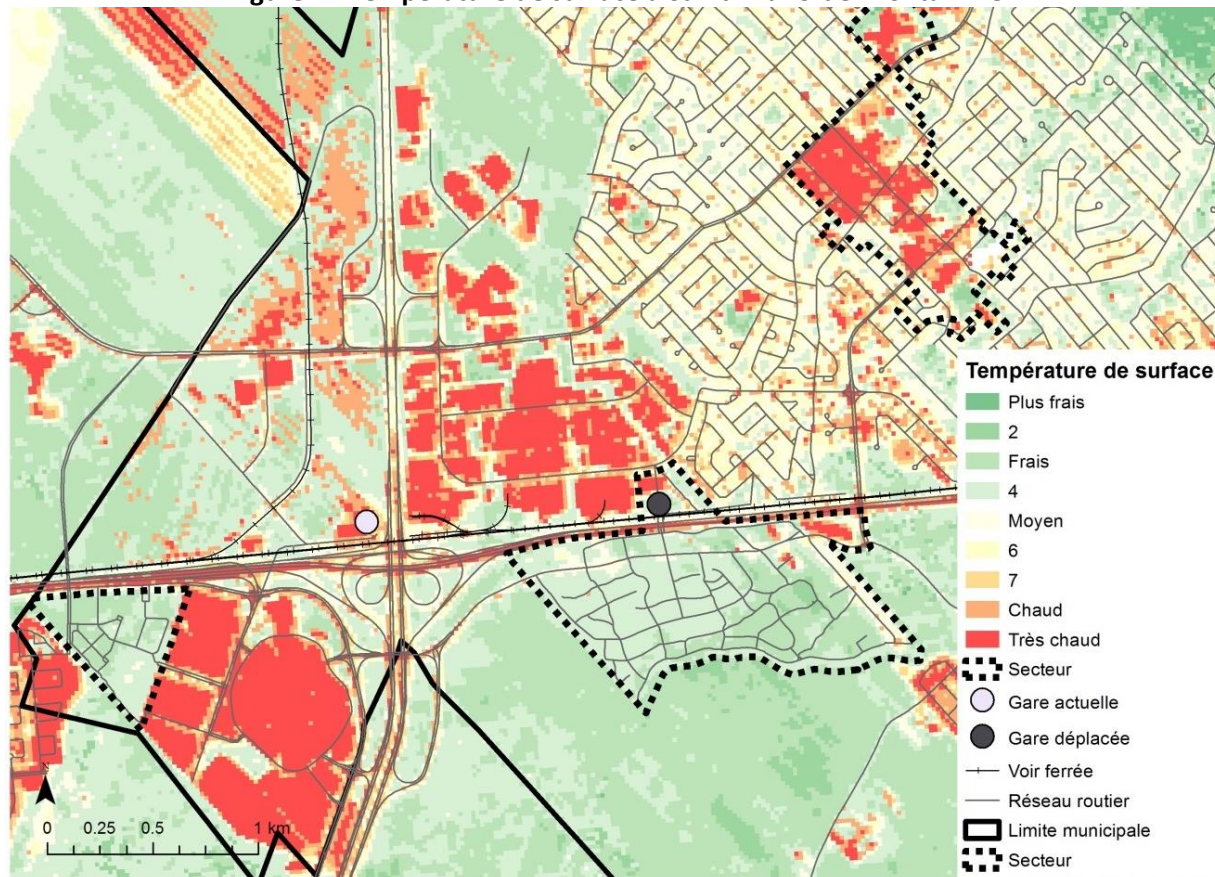 Température de surface
Plus frais
2
Frais
4
Moyen
6
7
Chaud
Très chaud
Secteur
Gare actuelle
Gare déplacée
Voir ferrée
Réseau routier
Limite municipale
Secteur
N
0 0.25 0.5 1 km